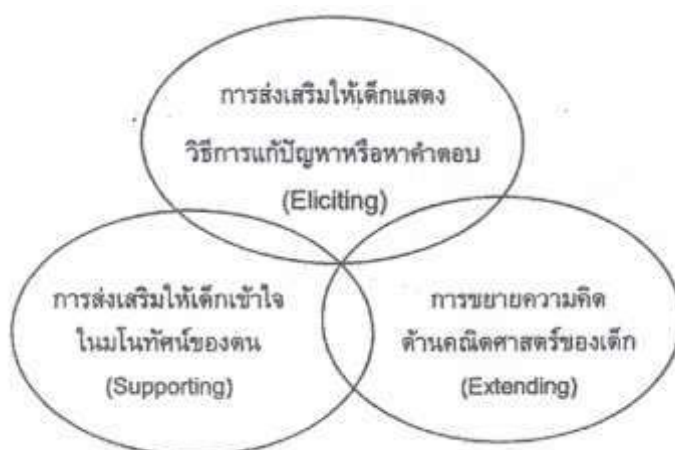 การส่งเสริมให้เด็กแสดง
วิธีการแก้ปัญหาหรือหาคำตอบ
(Eliciting)
การส่งเสริมให้เด็กเข้าใจ
ในมโนทัศน์ของตน
(Supporting)
การขยายความคิด
ด้านคณิตศาสตร์ของเด็ก
(Extending)